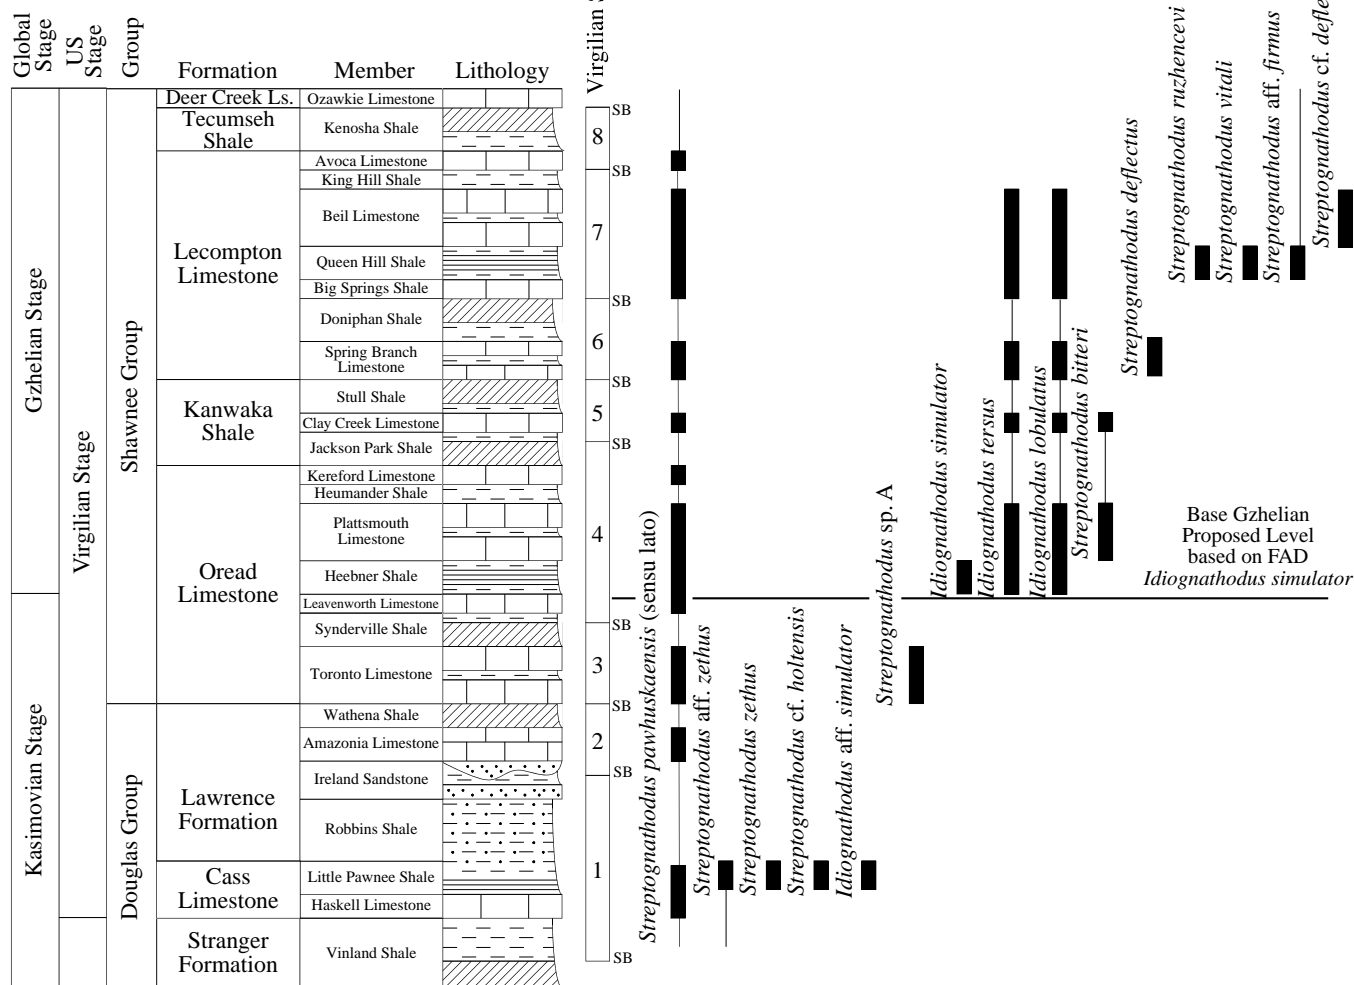 Global
Stage
US
Stage
Group
Formation
Member
Lithology
Virgilian
Deer Creek Ls.
Ozawkie Limestone
Tecumseh
Shale
Kenosha Shale
Lecompton
Limestone
Avoca Limestone
King Hill Shale
Beil Limestone
Queen Hill Shale
Big Springs Shale
Doniphan Shale
Spring Branch
Limestone
Kanwaka
Shale
Stull Shale
Clay Creek Limestone
Jackson Park Shale
Oread
Limestone
Kereford Limestone
Heumander Shale
Plattsmouth
Limestone
Heebner Shale
Leavenworth Limestone
Synderville Shale
Toronto Limestone
Lawrence
Formation
Wathena Shale
Amazonia Limestone
Ireland Sandstone
Robbins Shale
Cass
Limestone
Little Pawnee Shale
Haskell Limestone
Stranger
Formation
Vinland Shale
Gzhelian Stage
Kasimovian Stage
Virgilian Stage
Shawnee Group
Douglas Group
SB
8
SB
7
SB
6
SB
5
SB
4
SB
3
SB
2
SB
1
SB
Streptognathodus pawhuskaensis (sensu lato)
Streptognathodus aff. zethus
Streptognathodus zethus
Streptognathodus cf. holtensis
Idiognathodus aff. simulator
Streptognathodus sp. A
Idiognathodus simulator
Idiognathodus tersus
Idiognathodus lobulatus
Streptognathodus bitteri
Streptognathodus deflectus
Streptognathodus ruzhencevi
Streptognathodus vitali
Streptognathodus aff. firmus
Streptognathodus cf. defle
Base Gzhelian
Proposed Level
based on FAD
Idiognathodus simulator